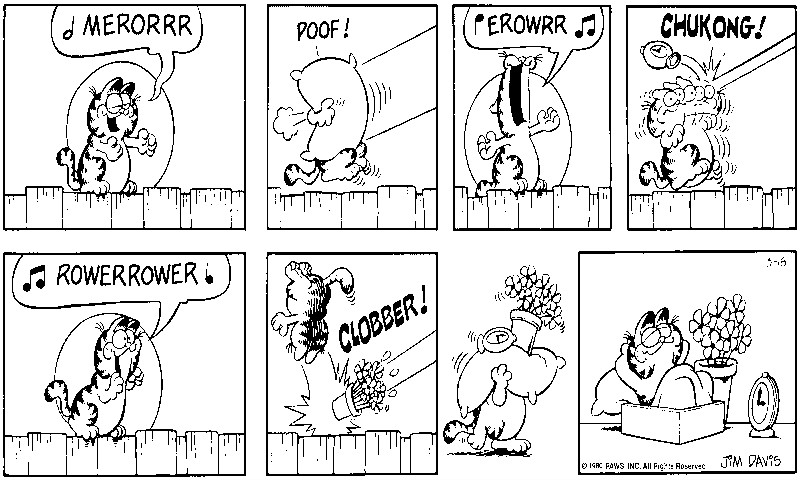 MERORRR
POOF!
EROWRR
CHUKONG!
ROWERROWER
CLOBBER!
© 1980 PAWS, INC. All Rights Reserved.
JIM DAVIS